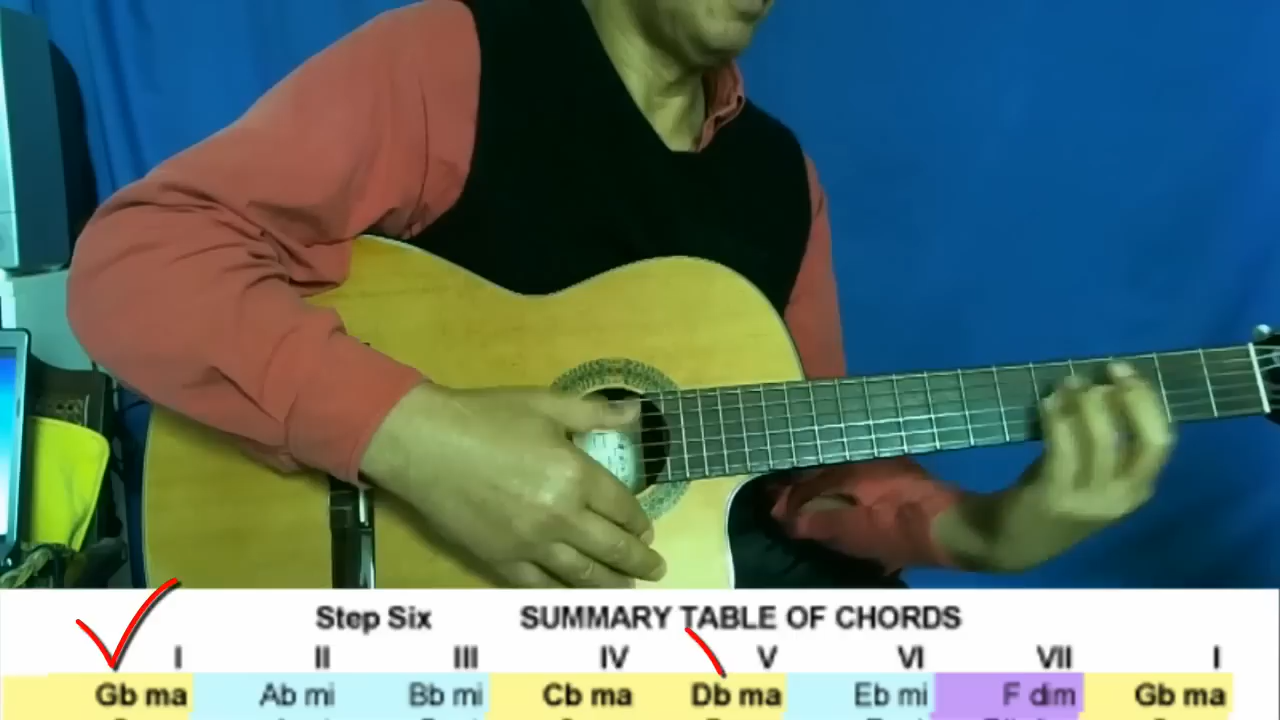 Step Six SUMMARY TABLE OF CHORDS
I II III IV V VI VII I
Gb ma Ab mi Bb mi Cb ma Db ma Eb mi F dim Gb ma